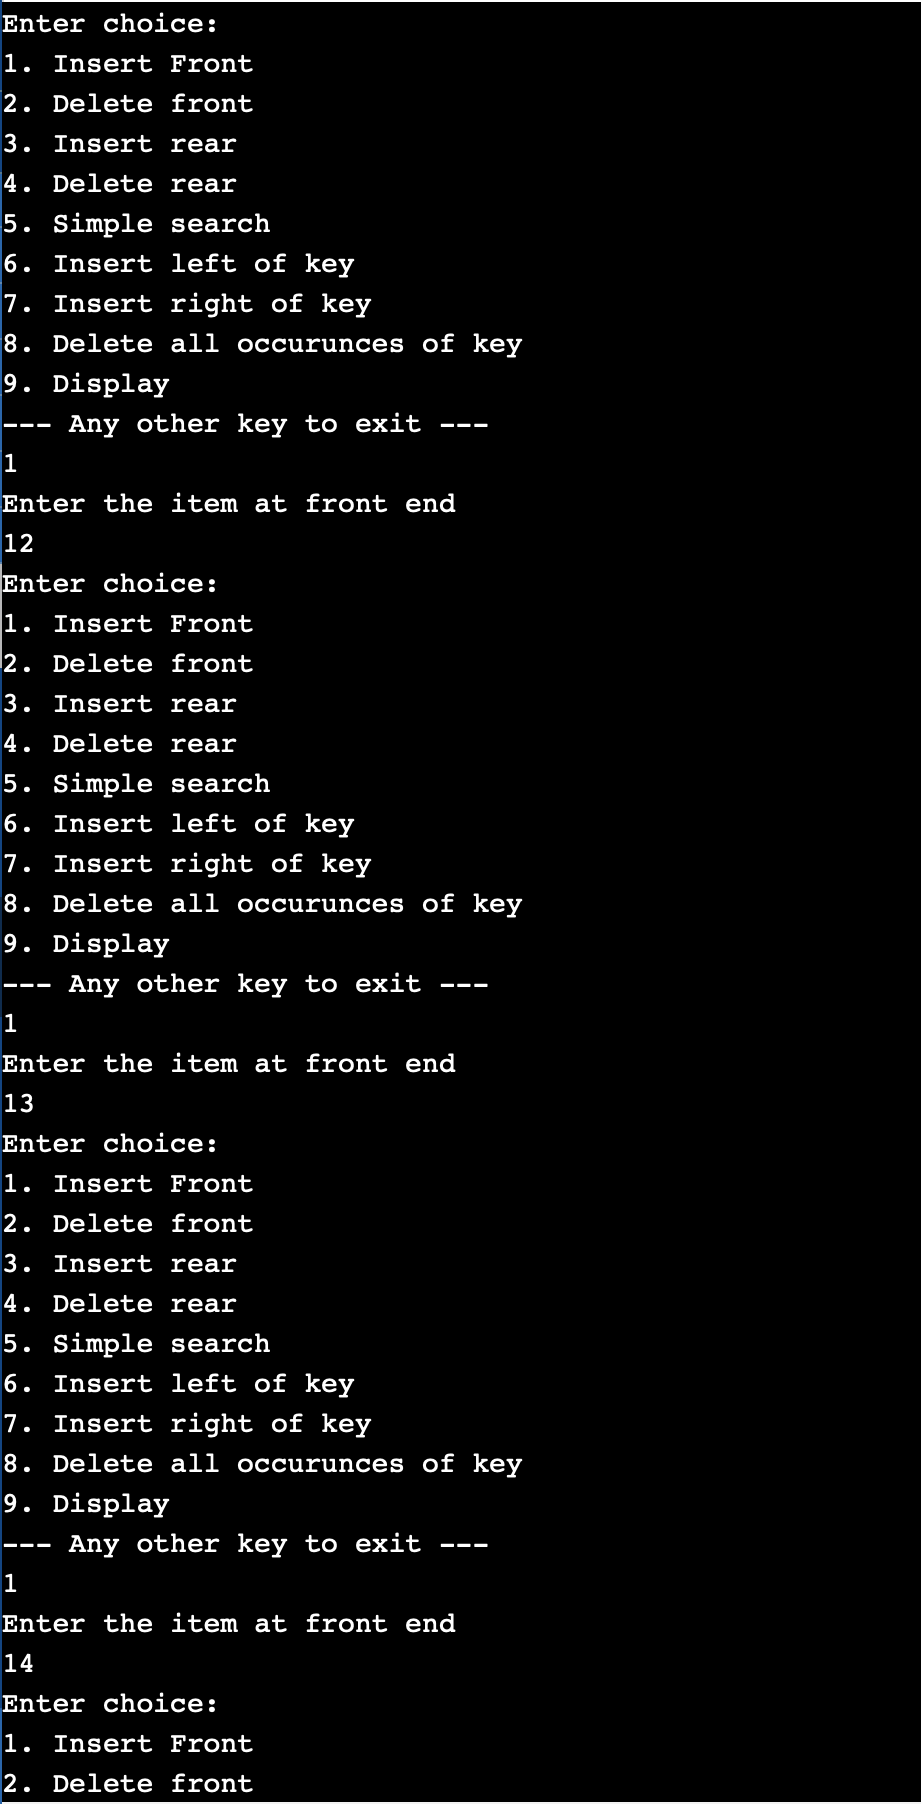 Enter choice:
1. Insert Front
2. Delete front
3. Insert rear
4. Delete rear
5. Simple search
6. Insert left of key
7. Insert right of key
8. Delete all occurunces of key
9. Display
--- Any other key to exit ---
1
Enter the item at front end
12
Enter choice:
1. Insert Front
2. Delete front
3. Insert rear
4. Delete rear
5. Simple search
6. Insert left of key
7. Insert right of key
8. Delete all occurunces of key
9. Display
--- Any other key to exit ---
1
Enter the item at front end
13
Enter choice:
1. Insert Front
2. Delete front
3. Insert rear
4. Delete rear
5. Simple search
6. Insert left of key
7. Insert right of key
8. Delete all occurunces of key
9. Display
--- Any other key to exit ---
1
Enter the item at front end
14
Enter choice:
1. Insert Front
2. Delete front